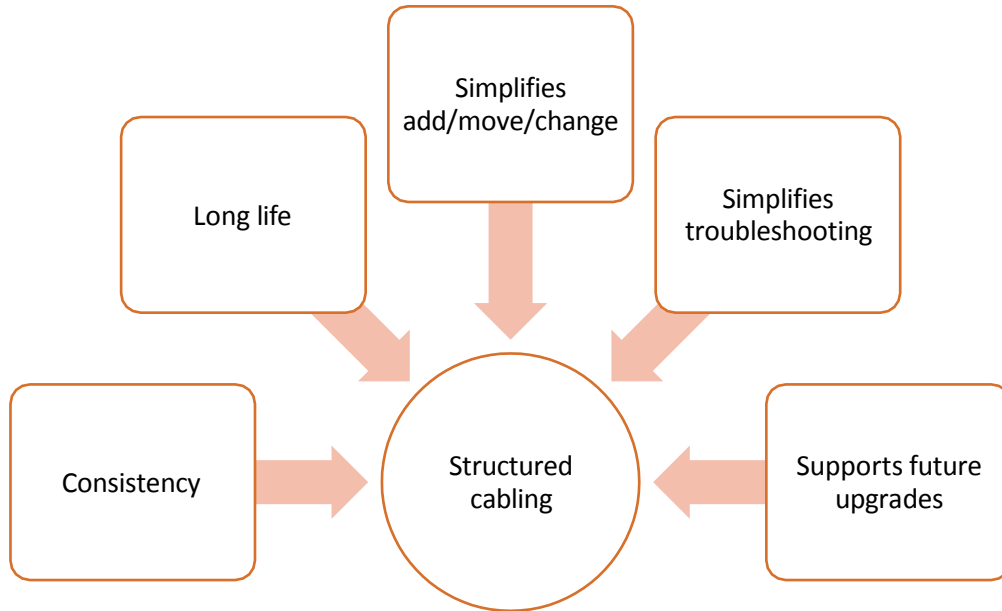 Simplifies
add/move/change
Long life
Simplifies
troubleshooting
Consistency
Structured
cabling
Supports future
upgrades